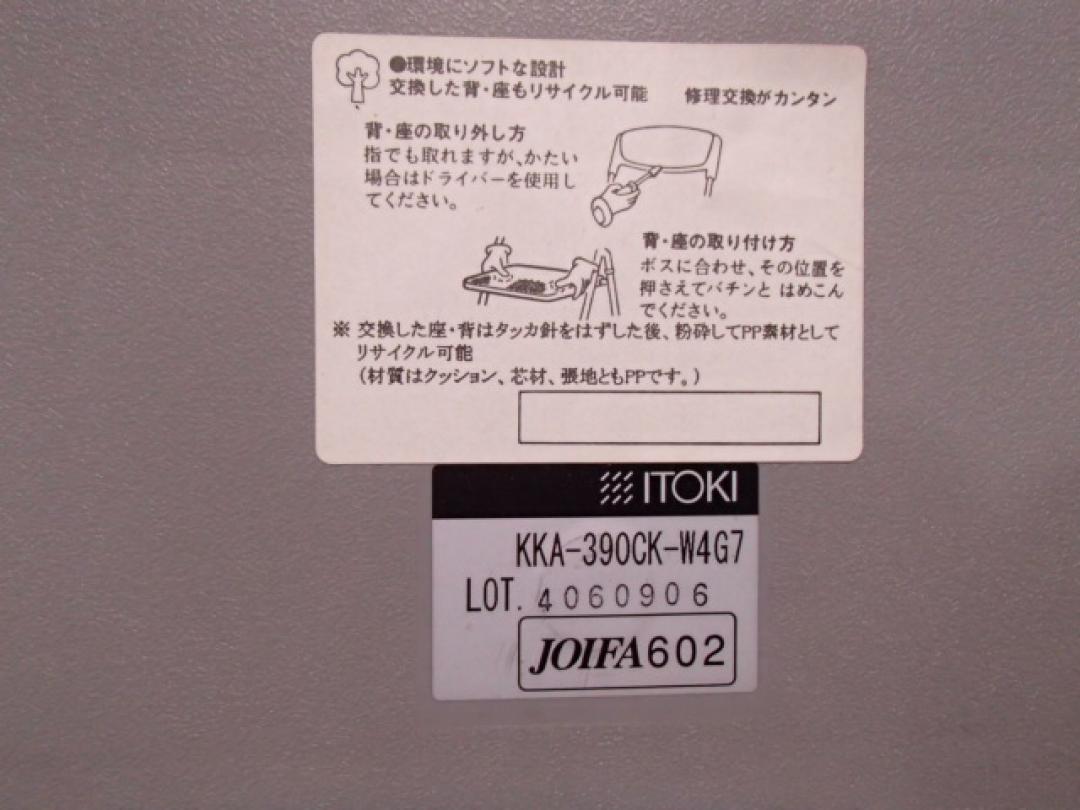 ●環境にソフトな設計
交換した背・座もリサイクル可能　修理交換がカンタン
背・座の取り外し方
指でも取れますが、かたい
場合はドライバーを使用し
てください。
背・座の取り付け方
ボスに合わせ、その位置を
押さえてバチンと はめこん
でください。
※ 交換した座・背はタッカ針をはずした後、粉砕してPP素材として
リサイクル可能
(材質はクッション、芯材、張地ともPPです。)
ITOKI
KKA-390CK-W4G7
LOT. 4060906
JOIFA602